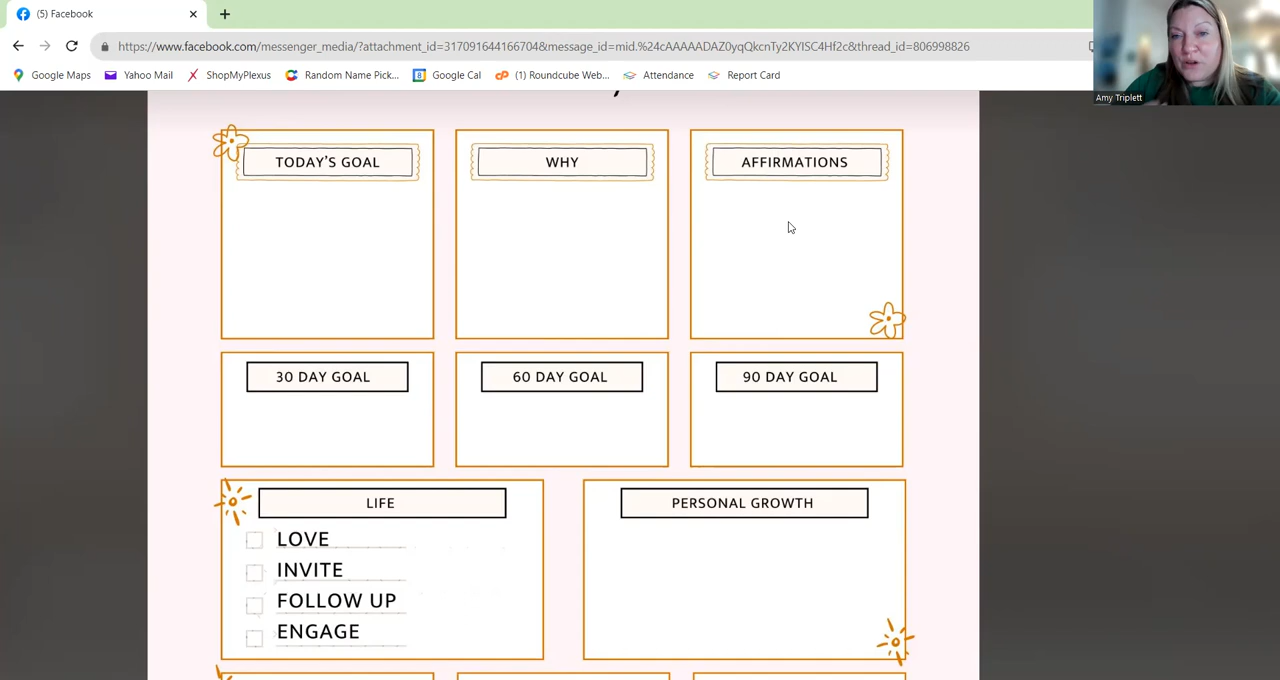 (5) Facebook
https://www.facebook.com/messenger_media/?attachment_id=3170916441667048&message_id=mid.%24cAAAAADAZ0yqQkcnTy2KYISC4Hf2c&thread_id=806998826
Google Maps Yahoo Mail ShopMyPlexus Random Name Pick... Google Cal (1) Roundcube Web... Attendance Report Card
Amy Triplett
TODAY'S GOAL WHY AFFIRMATIONS
30 DAY GOAL 60 DAY GOAL 90 DAY GOAL
LIFE PERSONAL GROWTH
LOVE
INVITE
FOLLOW UP
ENGAGE